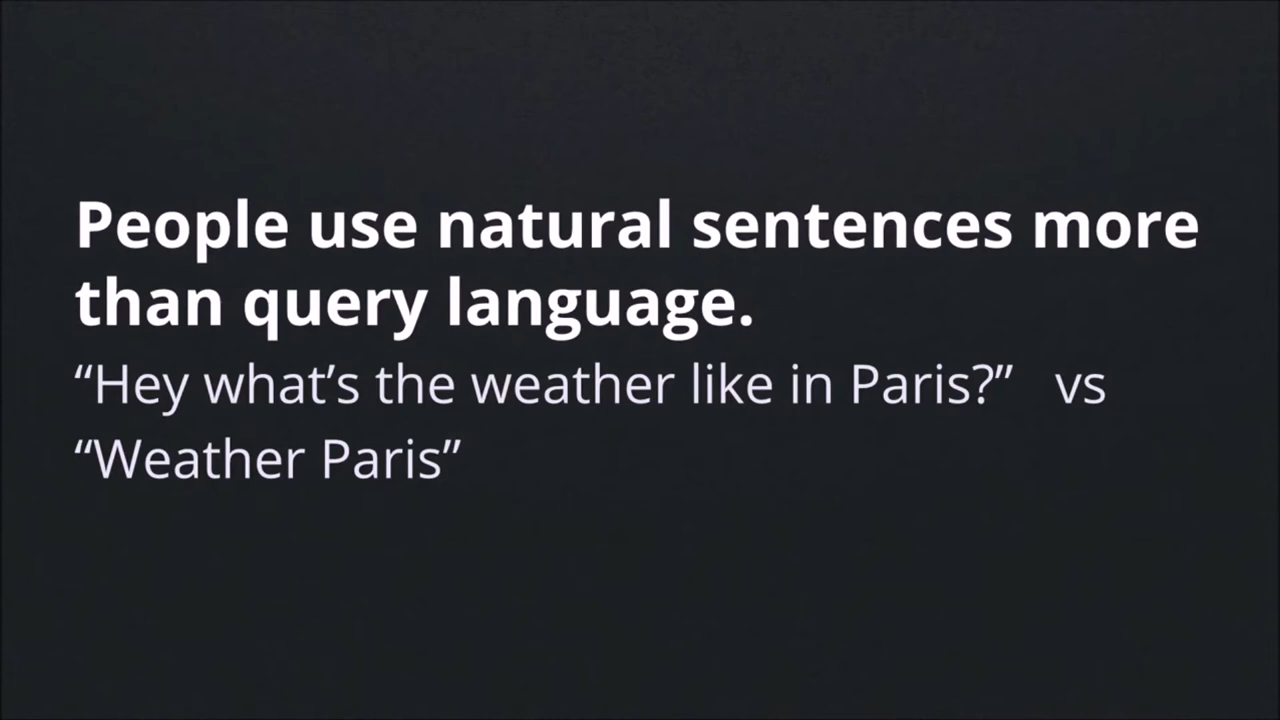 People use natural sentences more
than query language.
“Hey what’s the weather like in Paris?” vs
“Weather Paris”